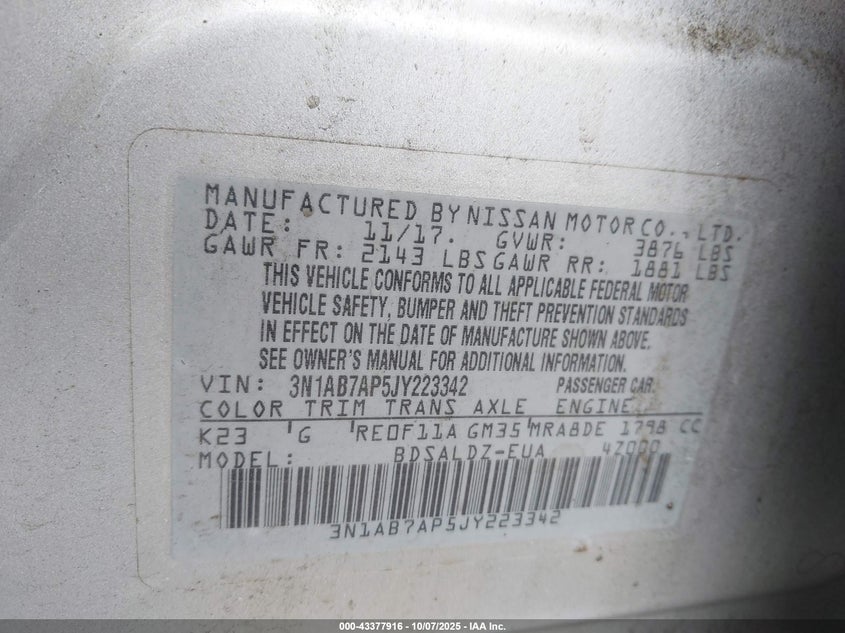 MANUFACTURED BY NISSAN MOTOR CO., LTD.
DATE: 11/17. GVWR: 3876 LBS
GAWR FR: 2143 LBS GAWR RR: 1881 LBS
THIS VEHICLE CONFORMS TO ALL APPLICABLE FEDERAL MOTOR
VEHICLE SAFETY, BUMPER AND THEFT PREVENTION STANDARDS
IN EFFECT ON THE DATE OF MANUFACTURE SHOWN ABOVE.
SEE OWNER'S MANUAL FOR ADDITIONAL INFORMATION.
VIN: 3N1AB7AP5JY223342 PASSENGER CAR
COLOR TRIM TRANS AXLE ENGINE
K23 G RE0F11A GM35 MRA8DE 1798 CC
MODEL: BDSALDZ-EUA 4Z000
3N1AB7AP5JY223342
000-43377916 - 10/07/2025 - IAA Inc.